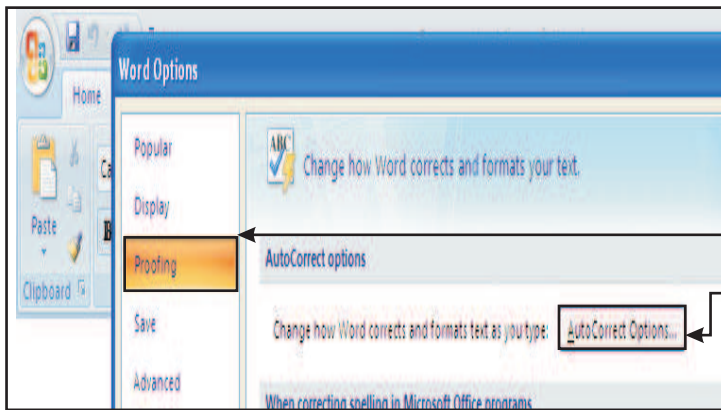 Word Options
Home
Popular
ABC
Change how Word corrects and formats your text.
Ca
Display
Paste
B
Proofing
AutoCorrect options
Clipboard
Save
Change how Word corrects and formats text as you type: AutoCorrect Options...
Advanced
When correcting spelling in Microsoft Office programs